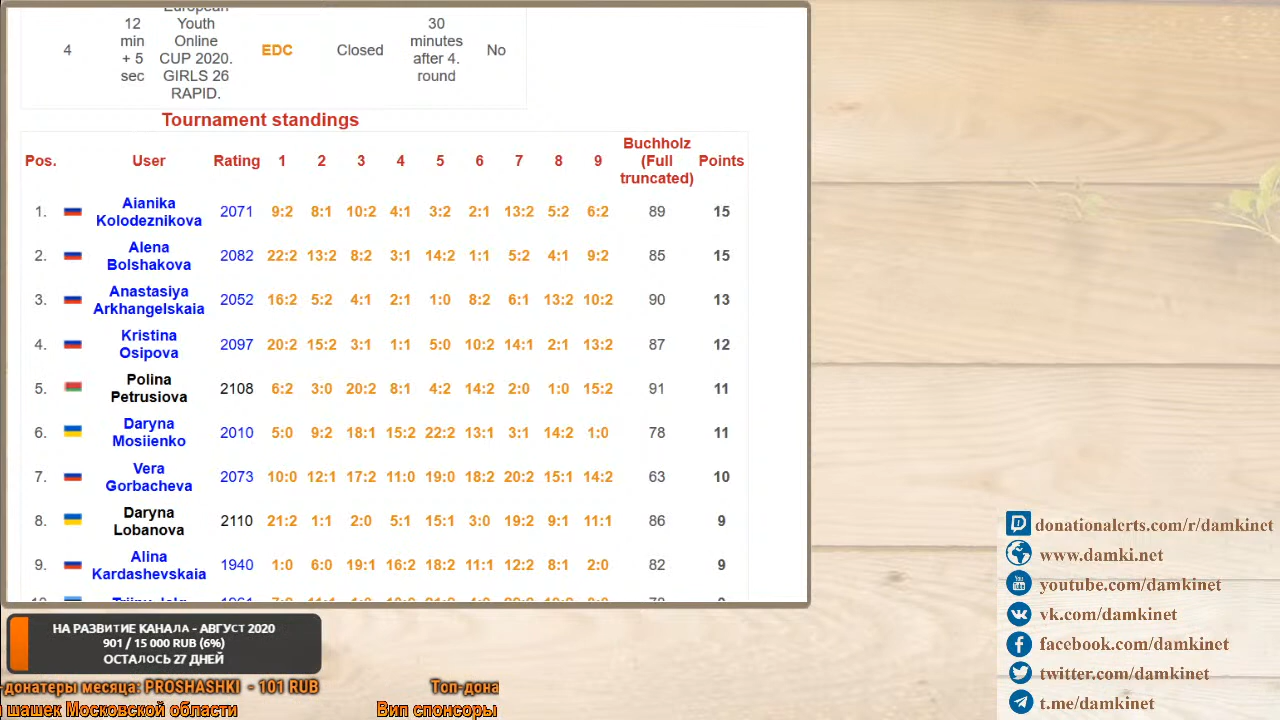 European
12 Youth 30
min Online minutes
4 + 5 CUP 2020. EDC Closed after 4. No
sec GIRLS 26 round
RAPID.
Tournament standings
Pos. User Rating 1 2 3 4 5 6 7 8 9 Buchholz (Full truncated) Points
1. Aianika Kolodeznikova 2071 9:2 8:1 10:2 4:1 3:2 2:1 13:2 5:2 6:2 89 15
2. Alena Bolshakova 2082 22:2 13:2 8:2 3:1 14:2 1:1 5:2 4:1 9:2 85 15
3. Anastasiya Arkhangelskaia 2052 16:2 5:2 4:1 2:1 1:0 8:2 6:1 13:2 10:2 90 13
4. Kristina Osipova 2097 20:2 15:2 3:1 1:1 5:0 10:2 14:1 2:1 13:2 87 12
5. Polina Petrusiova 2108 6:2 3:0 20:2 8:1 4:2 14:2 2:0 1:0 15:2 91 11
6. Daryna Mosiienko 2010 5:0 9:2 18:1 15:2 22:2 13:1 3:1 14:2 1:0 78 11
7. Vera Gorbacheva 2073 10:0 12:1 17:2 11:0 19:0 18:2 20:2 15:1 14:2 63 10
8. Daryna Lobanova 2110 21:2 1:1 2:0 5:1 15:1 3:0 19:2 9:1 11:1 86 9
9. Alina Kardashevskaia 1940 1:0 6:0 19:1 16:2 18:2 11:1 12:2 8:1 2:0 82 9
НА РАЗВИТИЕ КАНАЛА - АВГУСТ 2020
901 / 15 000 RUB (6%)
ОСТАЛОСЬ 27 ДНЕЙ
-донатеры месяца: PROSHASHKI - 101 RUB Топ-дона
шашек Московской области Вип спонсоры
donationalerts.com/r/damkinet
www.damki.net
youtube.com/damkinet
vk.com/damkinet
facebook.com/damkinet
twitter.com/damkinet
t.me/damkinet